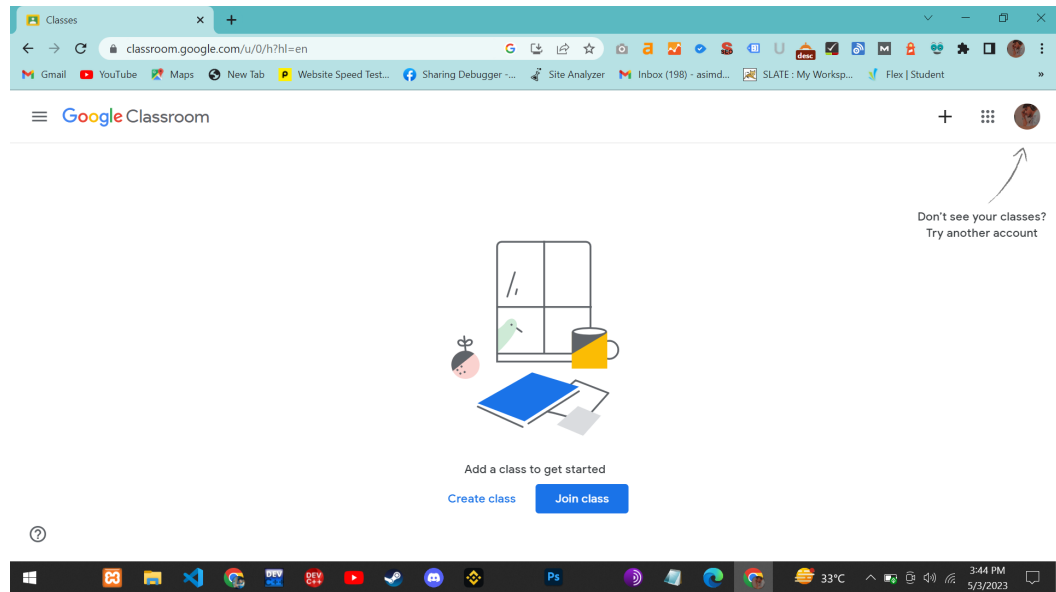 Classes
classroom.google.com/u/0/h?hl=en
Gmail YouTube Maps New Tab Website Speed Test... Sharing Debugger -... Site Analyzer Inbox (198) - asimd... SLATE : My Worksp... Flex | Student »
Google Classroom
Don't see your classes?
Try another account
Add a class to get started
Create class Join class
33°C
3:44 PM
5/3/2023